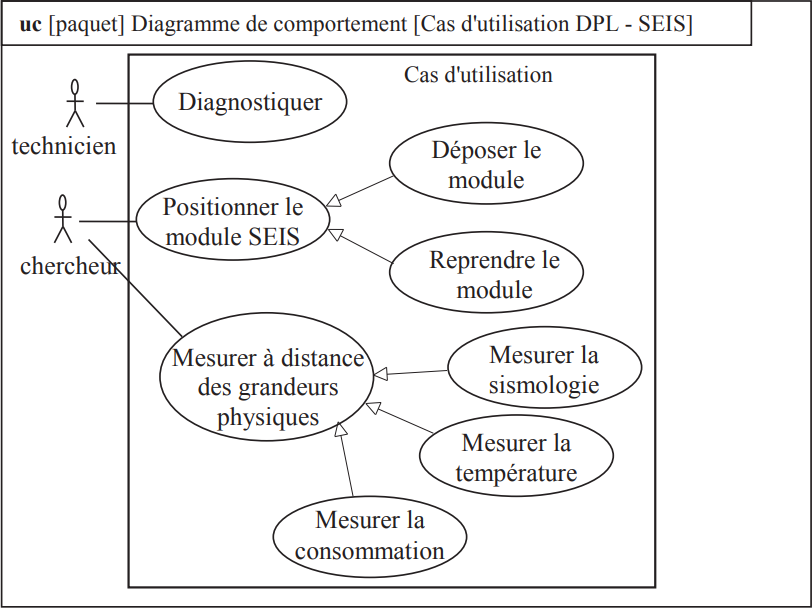 uc [paquet] Diagramme de comportement [Cas d'utilisation DPL - SEIS]
Cas d'utilisation
technicien
Diagnostiquer
Déposer le
module
chercheur
Positionner le
module SEIS
Reprendre le
module
Mesurer à distance
des grandeurs
physiques
Mesurer la
sismologie
Mesurer la
température
Mesurer la
consommation